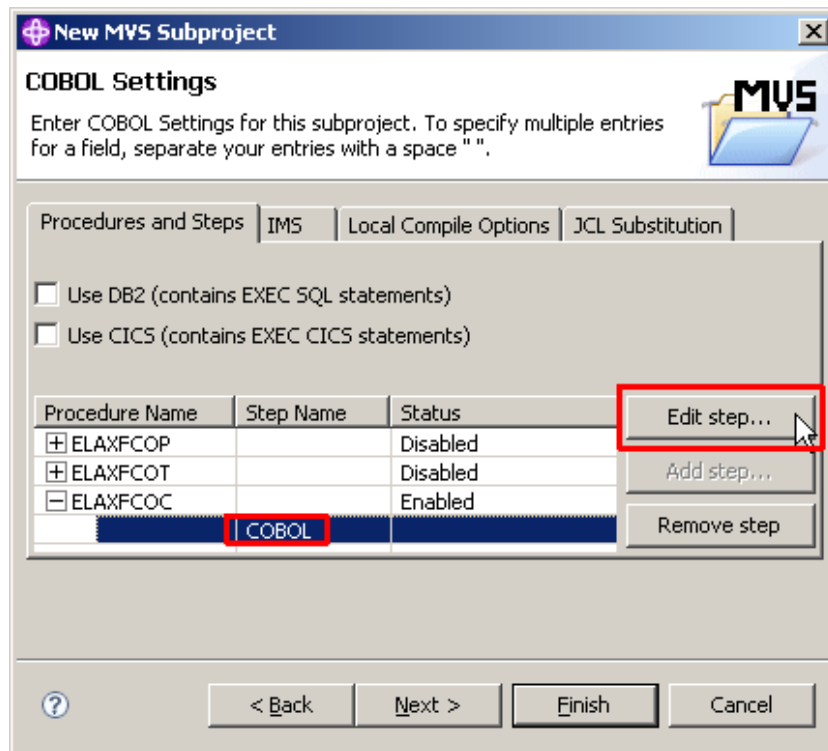 New MVS Subproject
COBOL Settings
MVS
Enter COBOL Settings for this subproject. To specify multiple entries
for a field, separate your entries with a space " ".
Procedures and Steps IMS Local Compile Options JCL Substitution
Use DB2 (contains EXEC SQL statements)
Use CICS (contains EXEC CICS statements)
Procedure Name Step Name Status Edit step...
ELAXFCOP Disabled
ELAXFCOT Disabled Add step...
ELAXFCOC Enabled
COBOL Remove step
? < Back Next > Finish Cancel